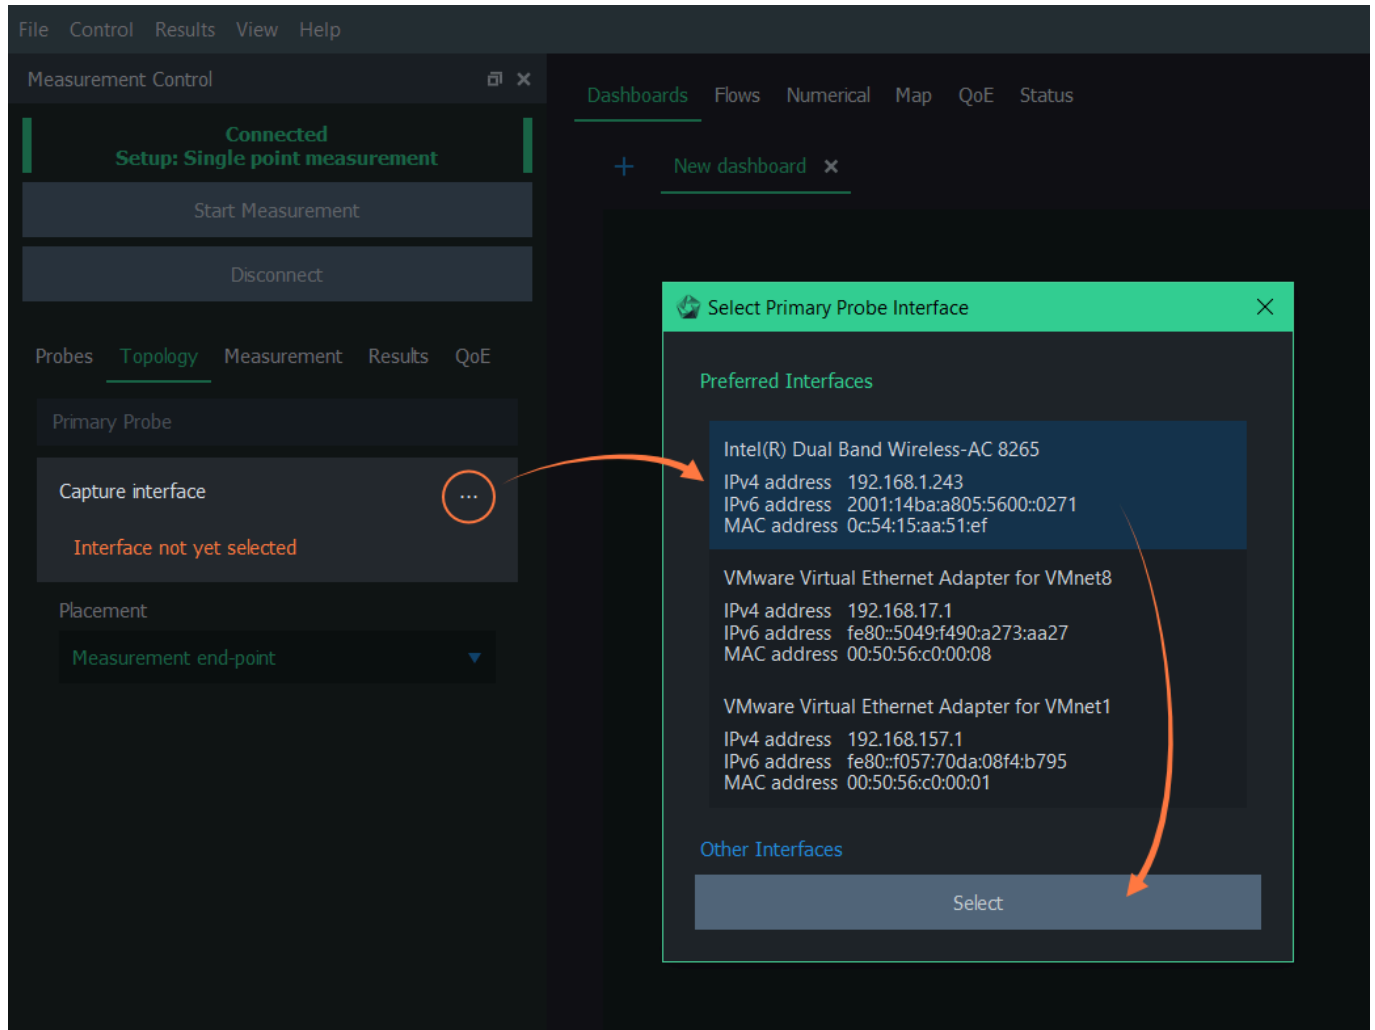 File Control Results View Help
Measurement Control
Connected
Setup: Single point measurement
Start Measurement
Disconnect
Probes Topology Measurement Results QoE
Primary Probe
Capture interface ...
Interface not yet selected
Placement
Measurement end-point
Dashboards Flows Numerical Map QoE Status
+ New dashboard
Select Primary Probe Interface
Preferred Interfaces
Intel(R) Dual Band Wireless-AC 8265
IPv4 address 192.168.1.243
IPv6 address 2001:14ba:a805:5600::0271
MAC address 0c:54:15:aa:51:ef
VMware Virtual Ethernet Adapter for VMnet8
IPv4 address 192.168.17.1
IPv6 address fe80::5049:f490:a273:aa27
MAC address 00:50:56:c0:00:08
VMware Virtual Ethernet Adapter for VMnet1
IPv4 address 192.168.157.1
IPv6 address fe80::f057:70da:08f4:b795
MAC address 00:50:56:c0:00:01
Other Interfaces
Select